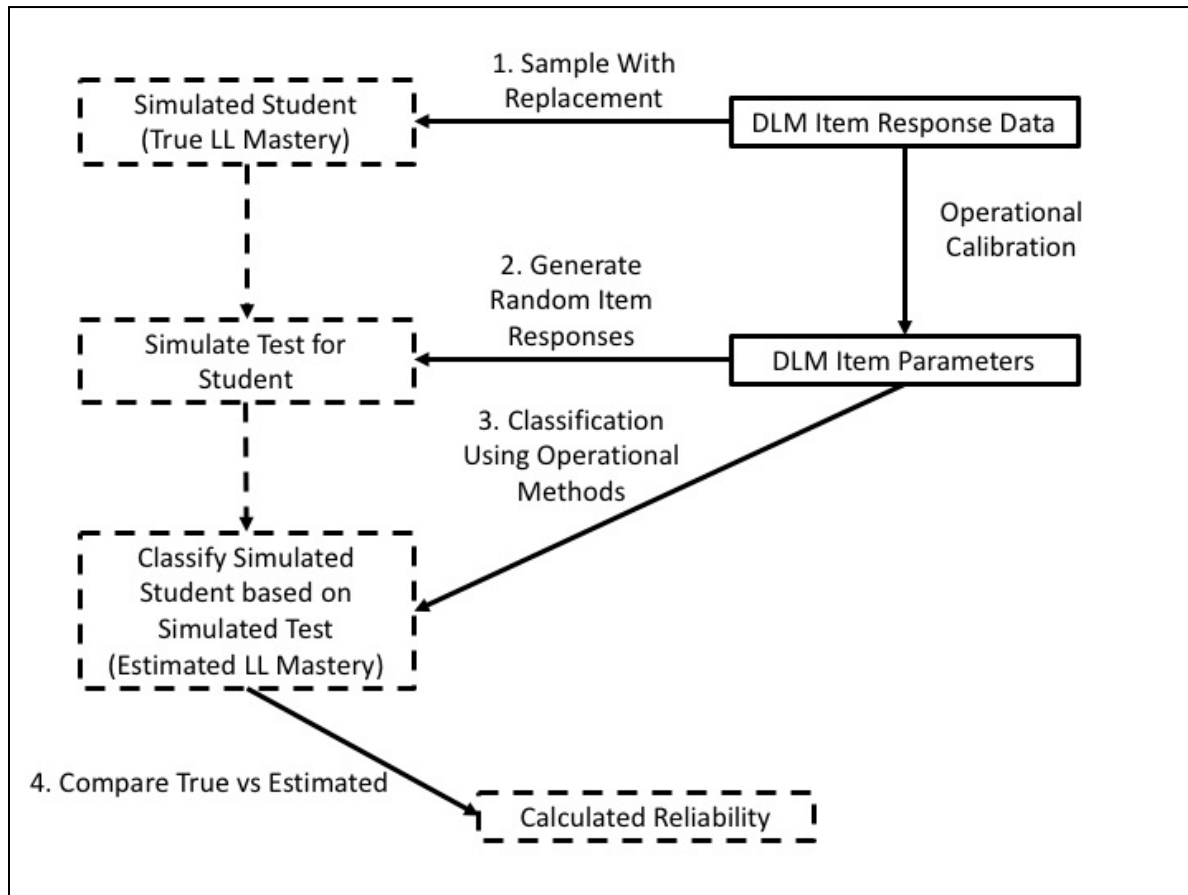 1. Sample With
Replacement
Simulated Student
(True LL Mastery)
DLM Item Response Data
Operational
Calibration
2. Generate
Random Item
Responses
Simulate Test for
Student
DLM Item Parameters
3. Classification
Using Operational
Methods
Classify Simulated
Student based on
Simulated Test
(Estimated LL Mastery)
4. Compare True vs Estimated
Calculated Reliability